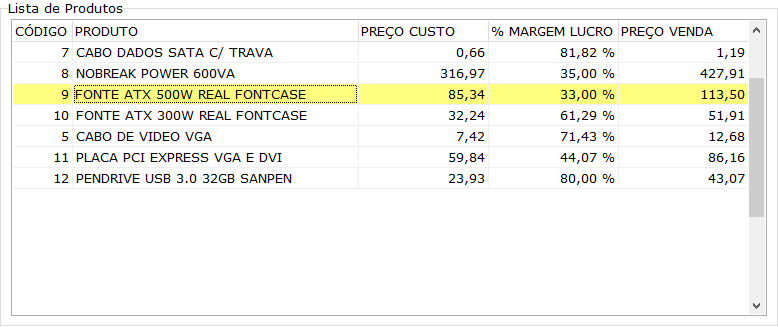 Lista de Produtos
CÓDIGO PRODUTO PREÇO CUSTO % MARGEM LUCRO PREÇO VENDA
7 CABO DADOS SATA C/ TRAVA 0,66 81,82 % 1,19
8 NOBREAK POWER 600VA 316,97 35,00 % 427,91
9 FONTE ATX 500W REAL FONTCASE 85,34 33,00 % 113,50
10 FONTE ATX 300W REAL FONTCASE 32,24 61,29 % 51,91
5 CABO DE VIDEO VGA 7,42 71,43 % 12,68
11 PLACA PCI EXPRESS VGA E DVI 59,84 44,07 % 86,16
12 PENDRIVE USB 3.0 32GB SANPEN 23,93 80,00 % 43,07